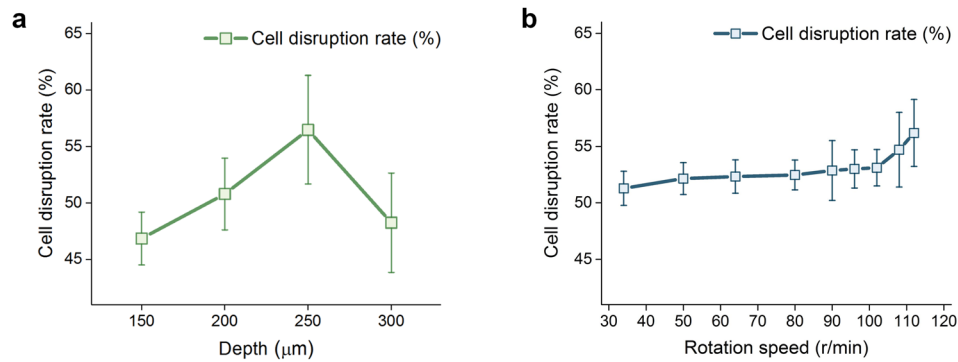 a
Cell disruption rate (%)
65
60
55
50
45
Cell disruption rate (%)
150 200 250 300
Depth (μm)
b
Cell disruption rate (%)
65
60
55
50
45
Cell disruption rate (%)
30 40 50 60 70 80 90 100 110 120
Rotation speed (r/min)